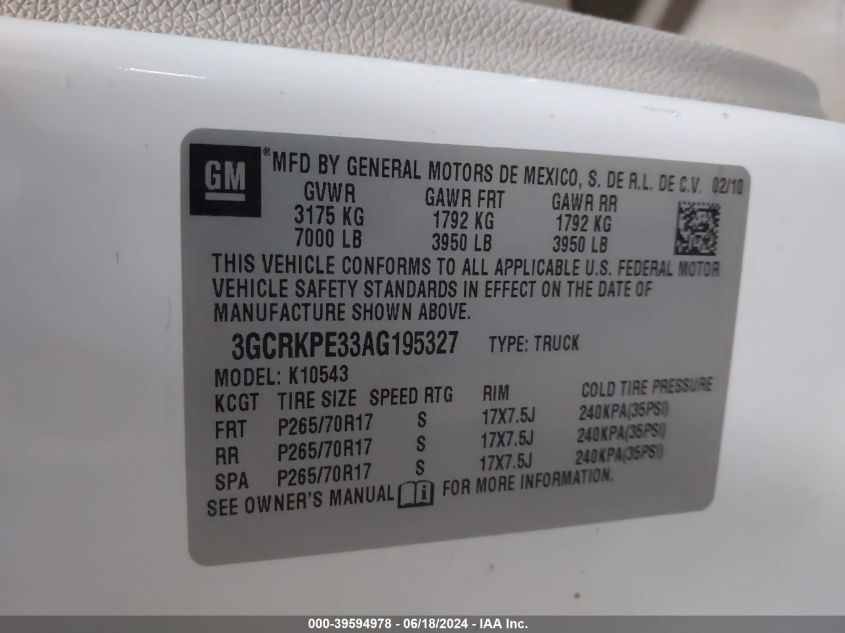 GM ® MFD BY GENERAL MOTORS DE MEXICO, S. DE R.L. DE C.V. 02/10
GVWR GAWR FRT GAWR RR
3175 KG 1792 KG 1792 KG
7000 LB 3950 LB 3950 LB
THIS VEHICLE CONFORMS TO ALL APPLICABLE U.S. FEDERAL MOTOR
VEHICLE SAFETY STANDARDS IN EFFECT ON THE DATE OF
MANUFACTURE SHOWN ABOVE.
3GCRKPE33AG195327 TYPE: TRUCK
MODEL: K10543
KCGT TIRE SIZE SPEED RTG RIM COLD TIRE PRESSURE
FRT P265/70R17 S 17X7.5J 240KPA(35PSI)
RR P265/70R17 S 17X7.5J 240KPA(35PSI)
SPA P265/70R17 S 17X7.5J 240KPA(35PSI)
SEE OWNER'S MANUAL i FOR MORE INFORMATION.
000-39594978 - 06/18/2024 - IAA Inc.